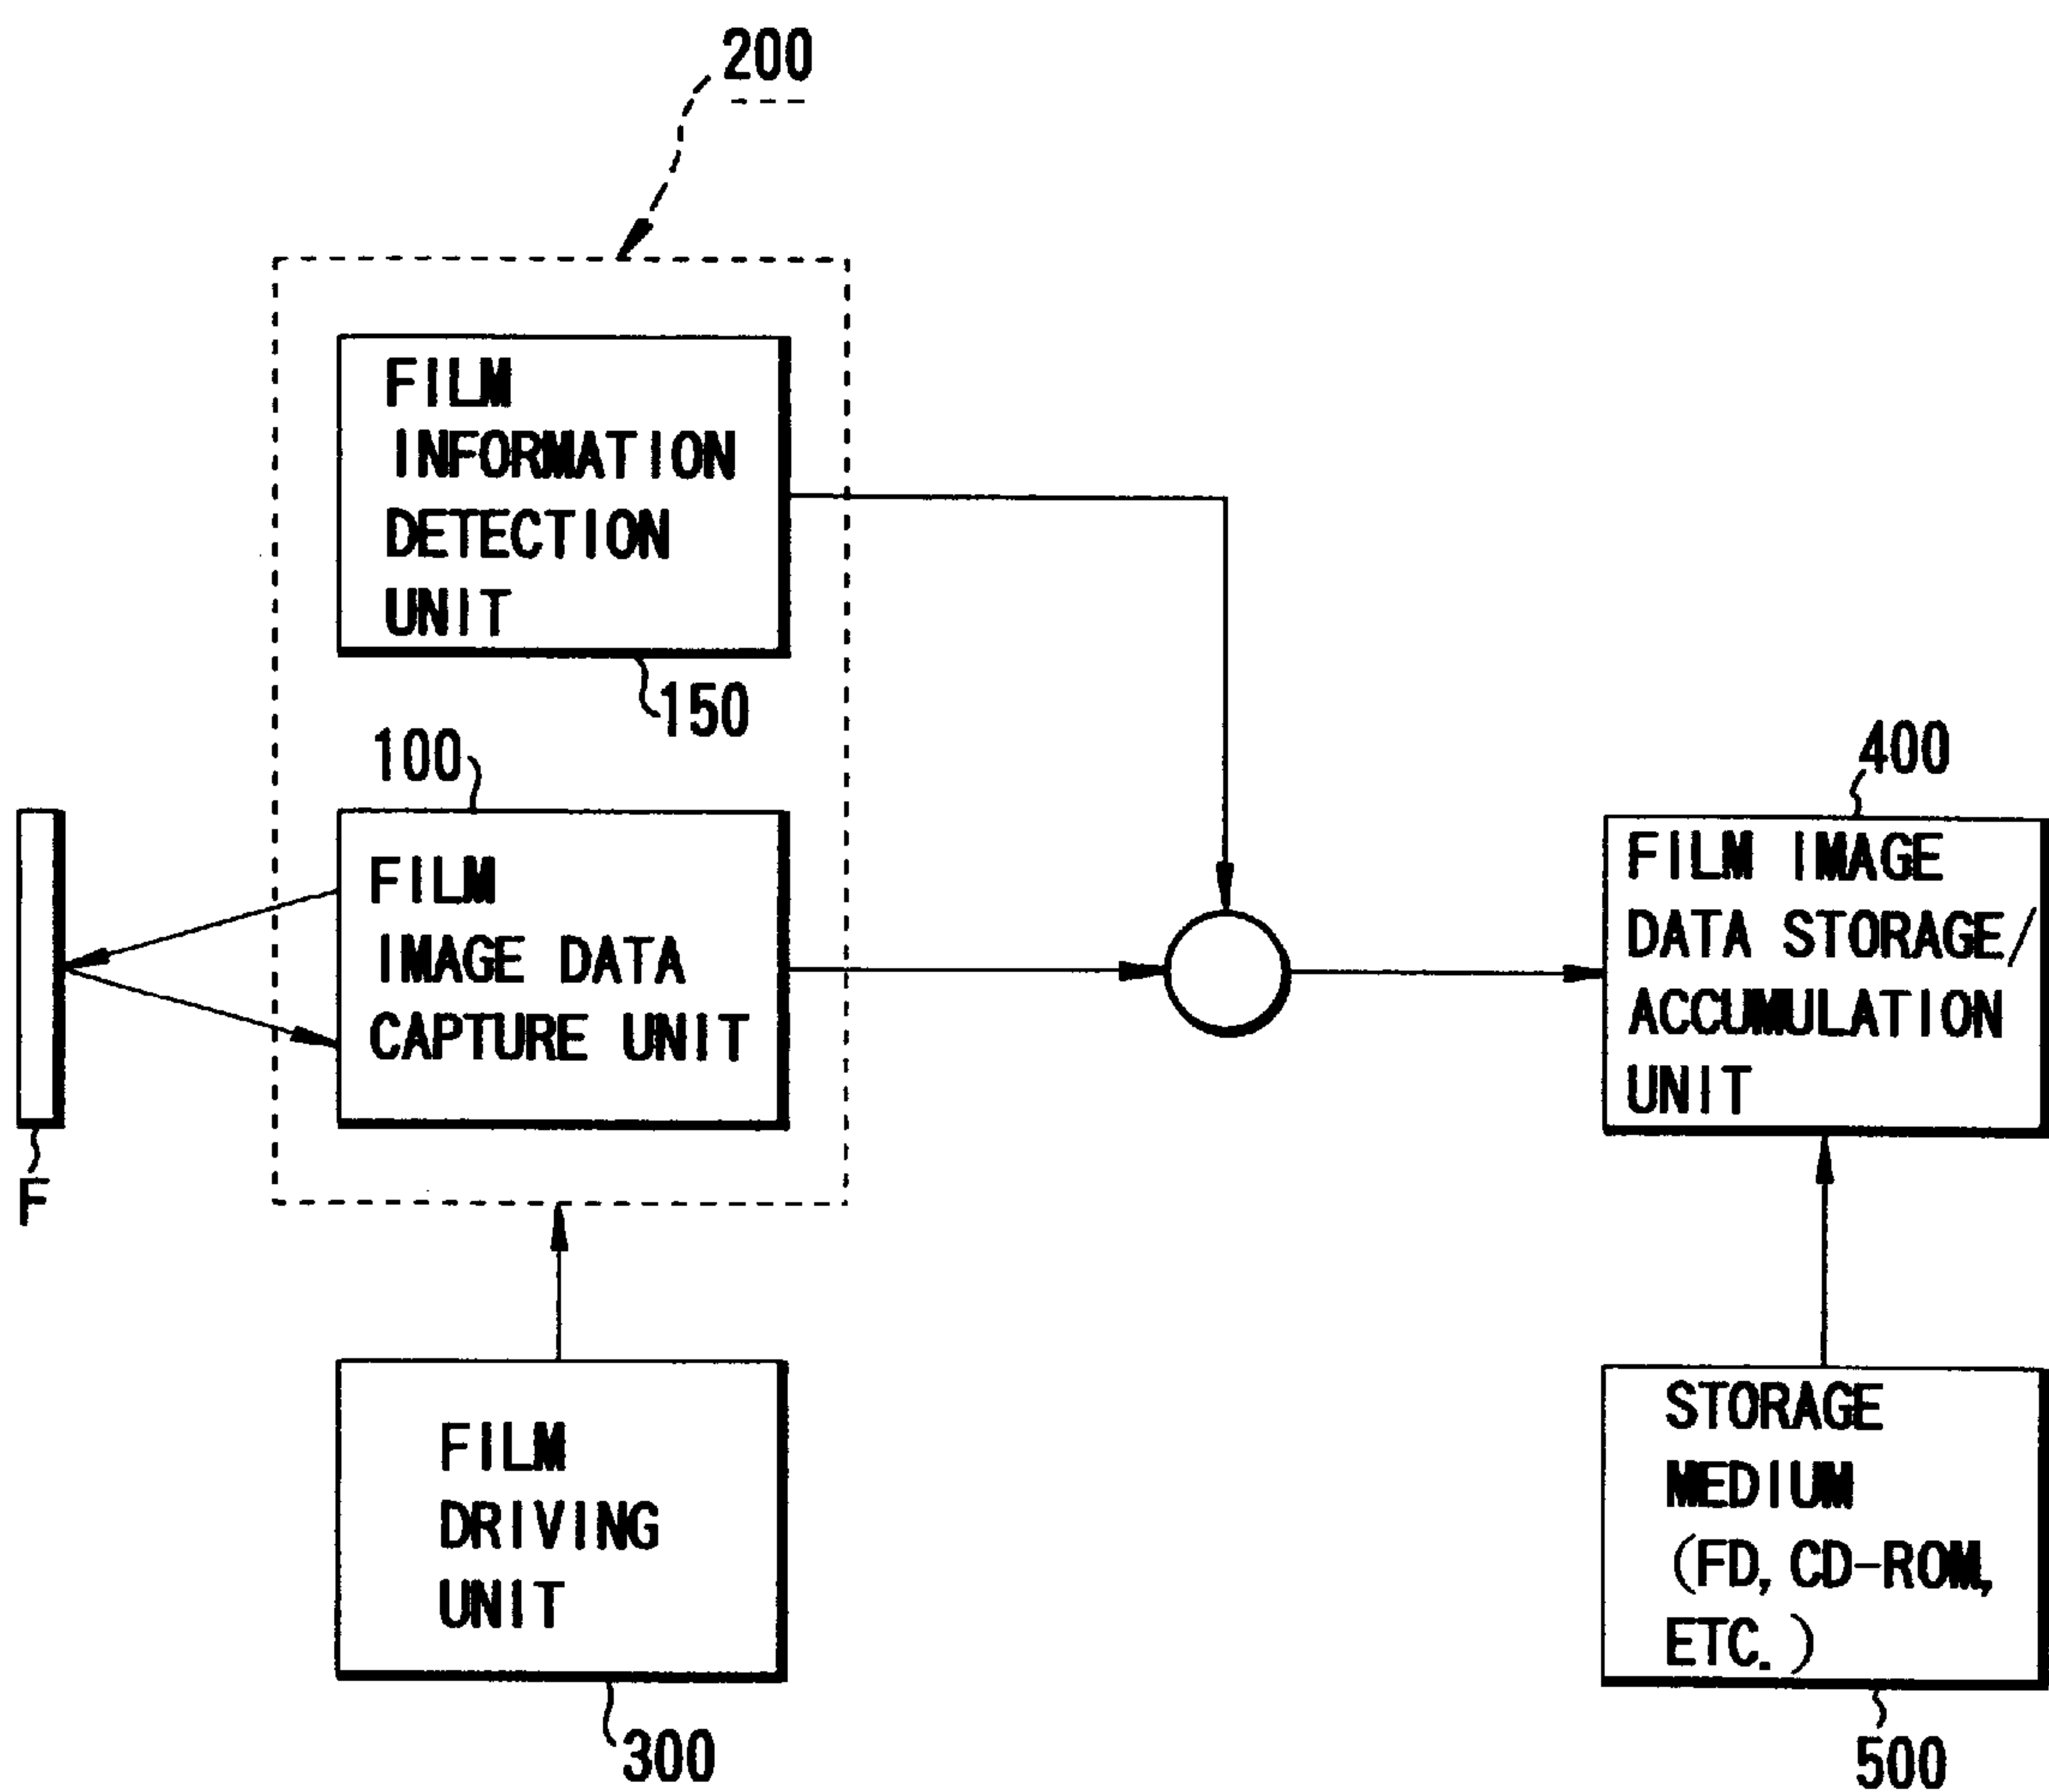 200
FILM
INFORMATION
DETECTION
UNIT
150
100
FILM
IMAGE DATA
CAPTURE UNIT
F
400
FILM IMAGE
DATA STORAGE/
ACCUMULATION
UNIT
FILM
DRIVING
UNIT
300
STORAGE
MEDIUM
(FD, CD-ROM,
ETC.)
500